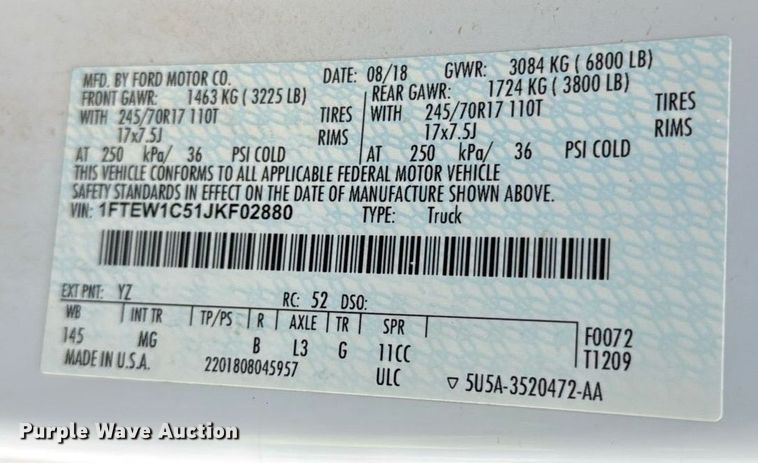 MFD. BY FORD MOTOR CO. DATE: 08/18 GVWR: 3084 KG ( 6800 LB)
FRONT GAWR: 1463 KG ( 3225 LB) REAR GAWR: 1724 KG ( 3800 LB)
WITH 245/70R17 110T TIRES WITH 245/70R17 110T TIRES
17x7.5J RIMS 17x7.5J RIMS
AT 250 kPa/ 36 PSI COLD AT 250 kPa/ 36 PSI COLD
THIS VEHICLE CONFORMS TO ALL APPLICABLE FEDERAL MOTOR VEHICLE
SAFETY STANDARDS IN EFFECT ON THE DATE OF MANUFACTURE SHOWN ABOVE.
VIN: 1FTEW1C51JKF02880 TYPE: Truck
EXT PNT: YZ RC: 52 DSO:
WB INT TR TP/PS R AXLE TR SPR F0072
145 MG B L3 G 11CC T1209
MADE IN U.S.A. 2201808045957 ULC ▽ 5U5A-3520472-AA
Purple Wave Auction